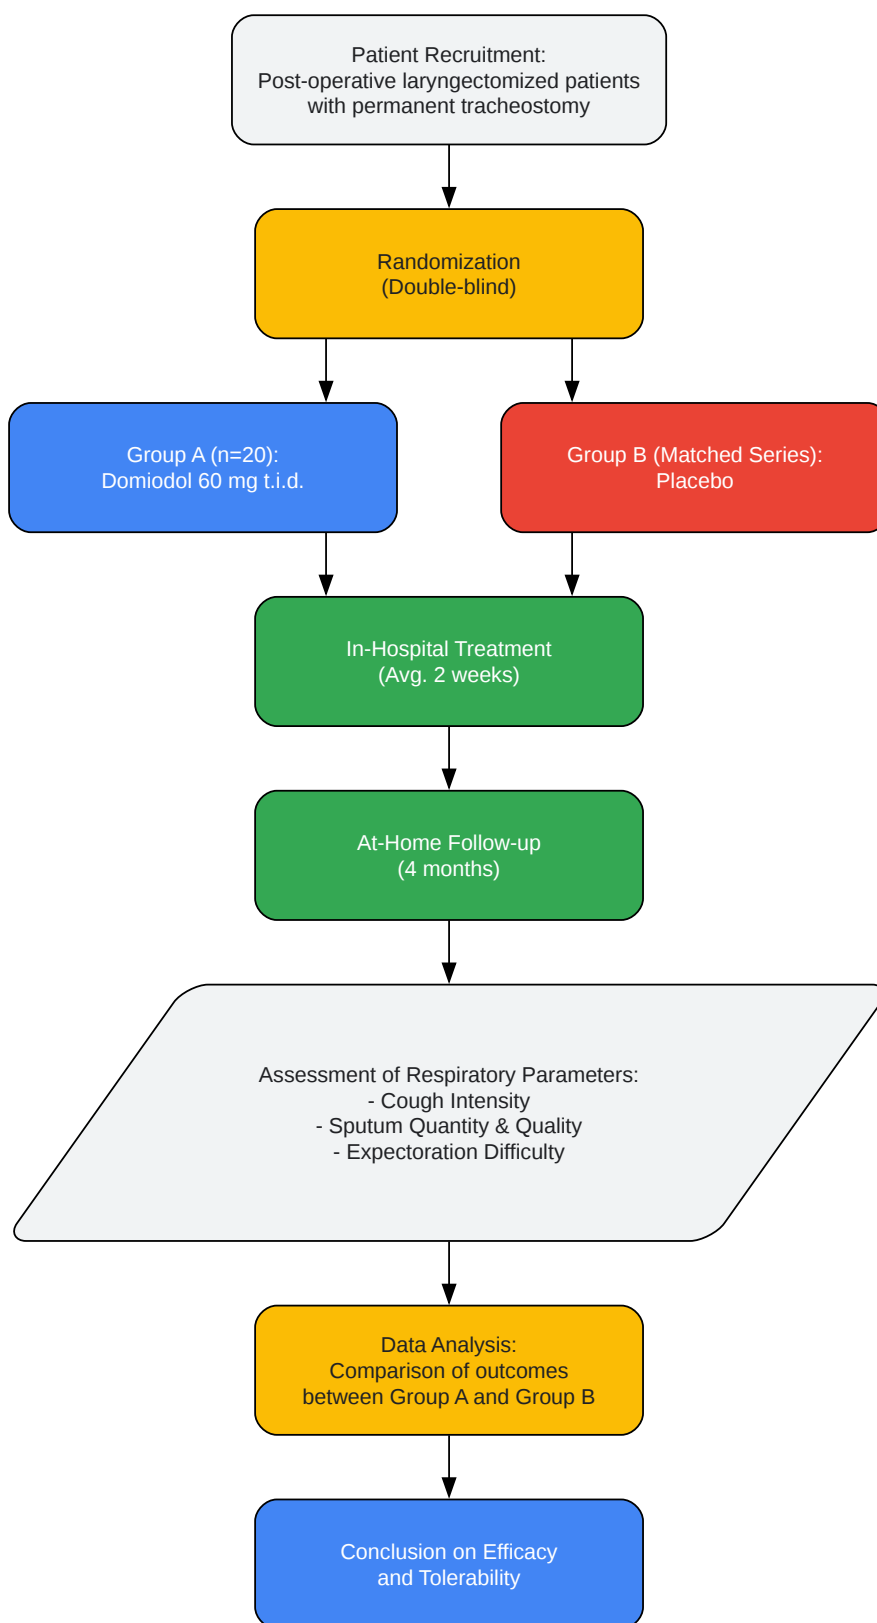 Patient Recruitment:
Post-operative laryngectomized patients
with permanent tracheostomy
Randomization
(Double-blind)
Group A (n=20):
Domiodol 60 mg t.i.d.
Group B (Matched Series):
Placebo
In-Hospital Treatment
(Avg. 2 weeks)
At-Home Follow-up
(4 months)
Assessment of Respiratory Parameters:
- Cough Intensity
- Sputum Quantity & Quality
- Expectoration Difficulty
Data Analysis:
Comparison of outcomes
between Group A and Group B
Conclusion on Efficacy
and Tolerability